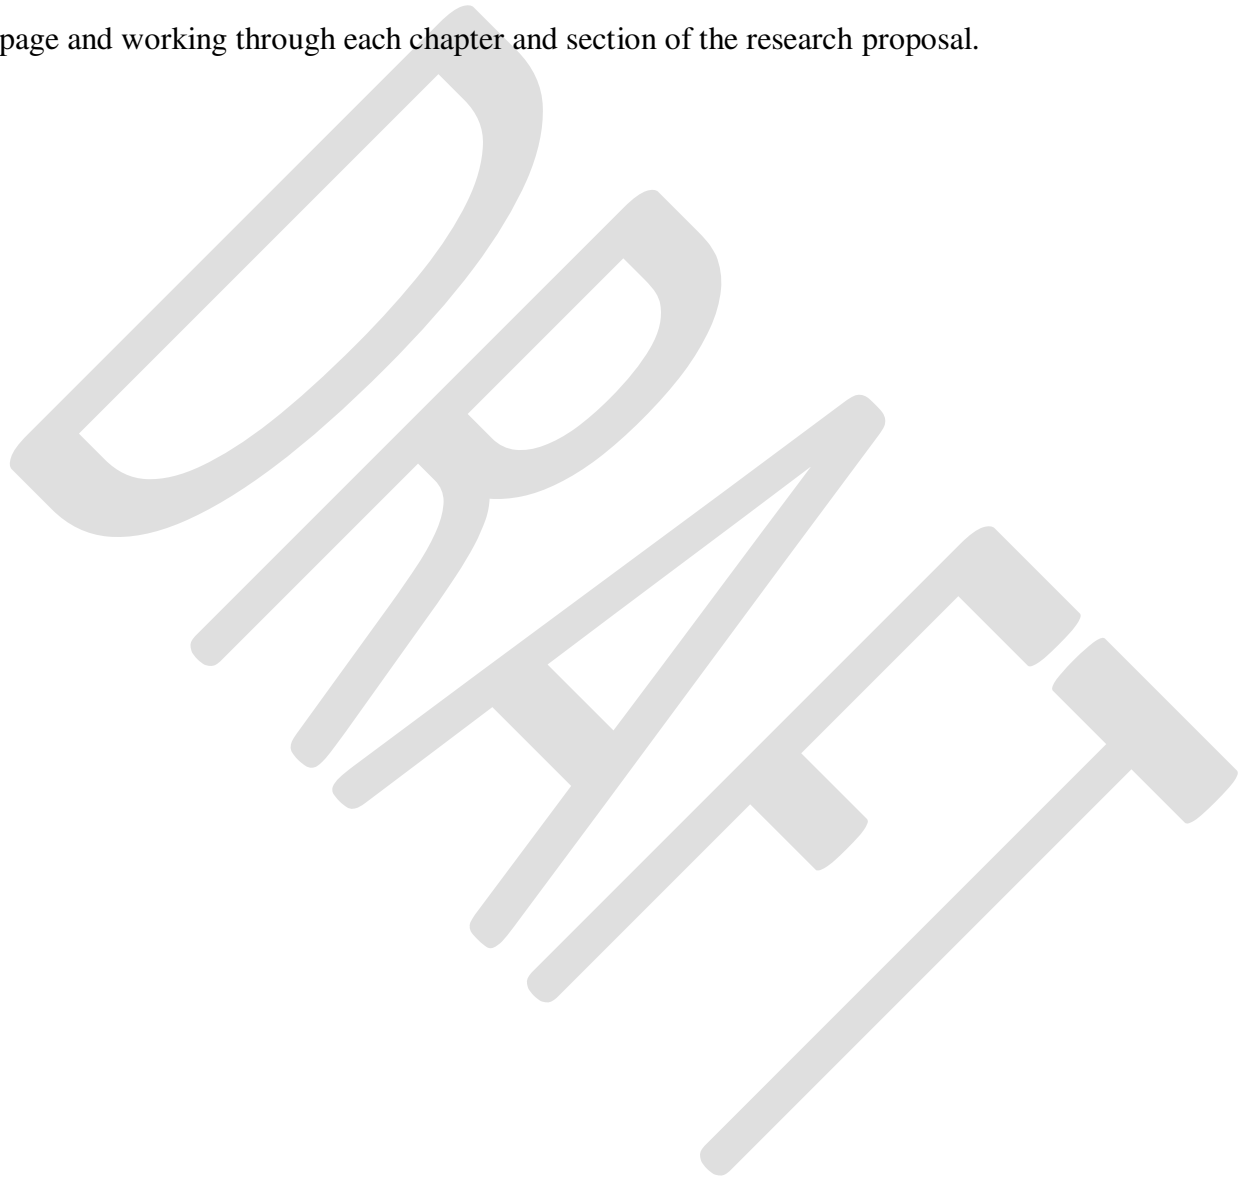 page and working through each chapter and section of the research proposal.
DRAFT